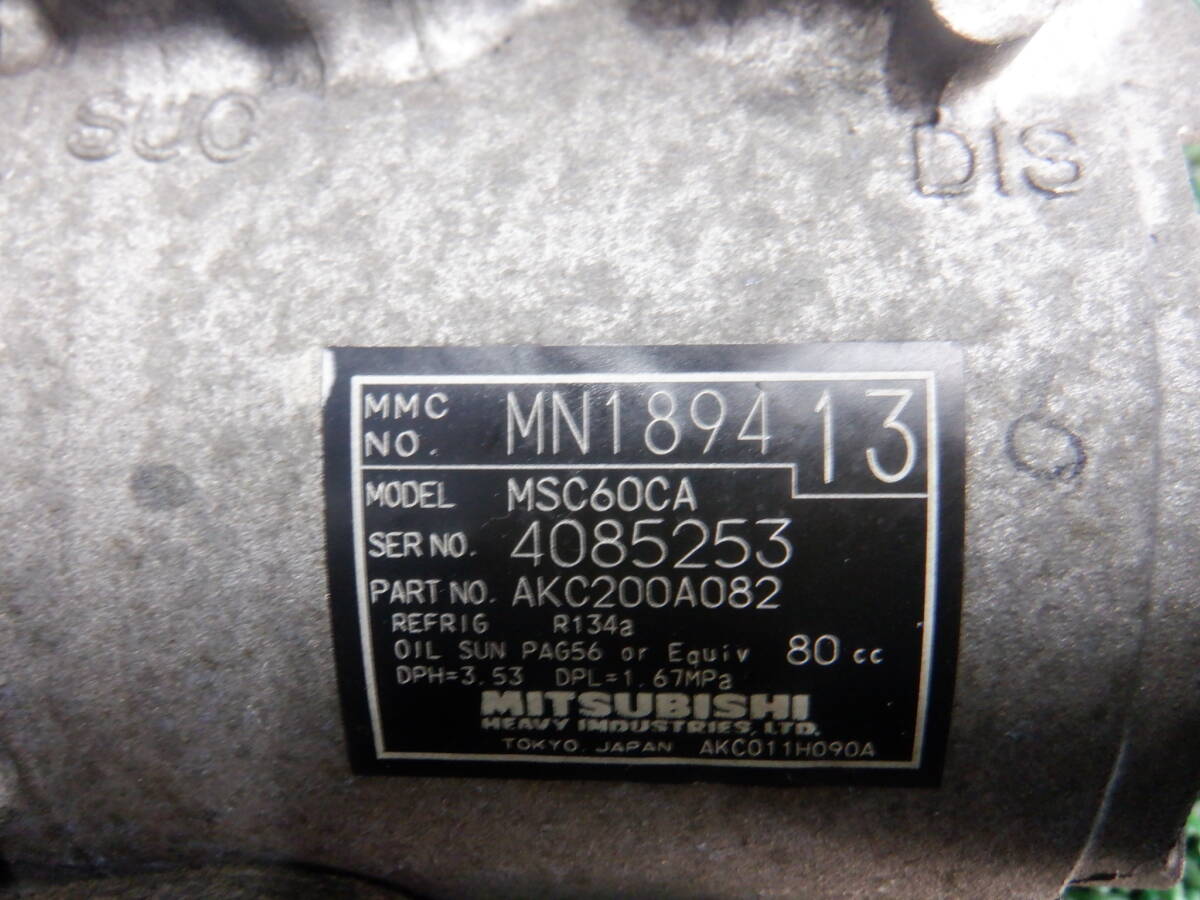 SUC
DIS
MMC NO. MN189413
MODEL MSC60CA
SER NO. 4085253
PART NO. AKC200A082
REFRIG R134a
OIL SUN PAG56 or Equiv 80 cc
DPH=3.53 DPL=1.67MPa
MITSUBISHI
HEAVY INDUSTRIES, LTD.
TOKYO, JAPAN AKC011H090A